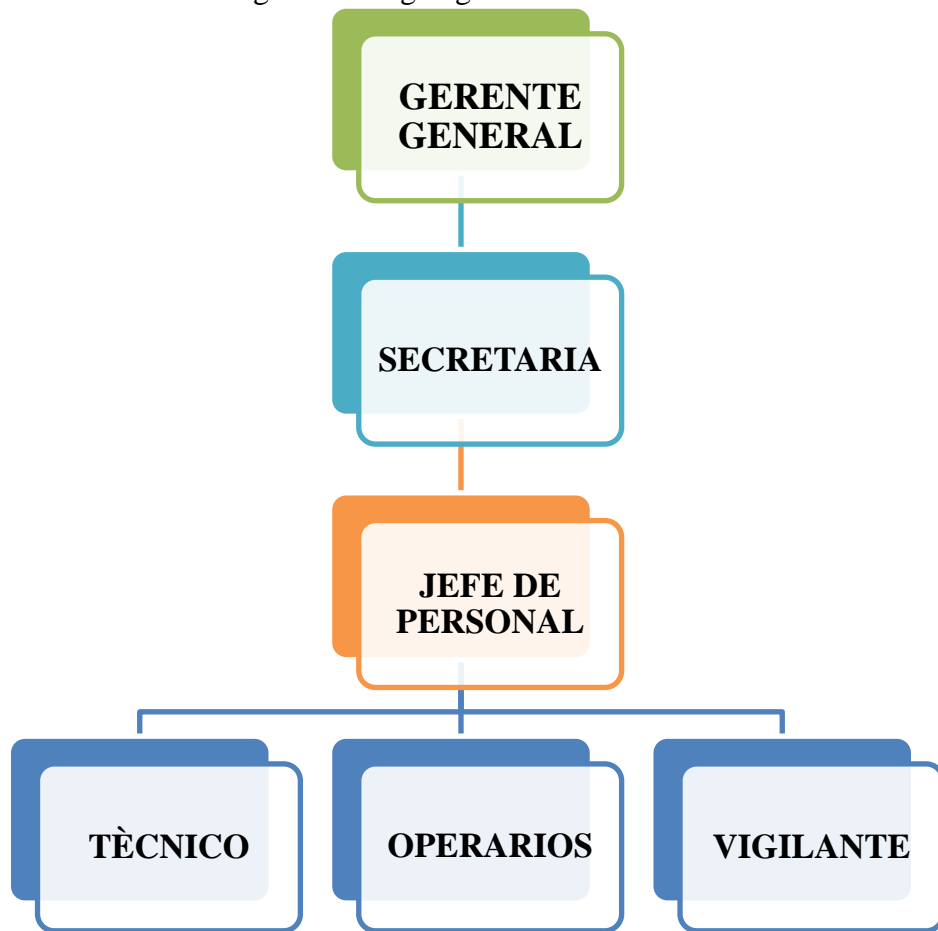 GERENTE
GENERAL
SECRETARIA
JEFE DE
PERSONAL
TÈCNICO
OPERARIOS
VIGILANTE